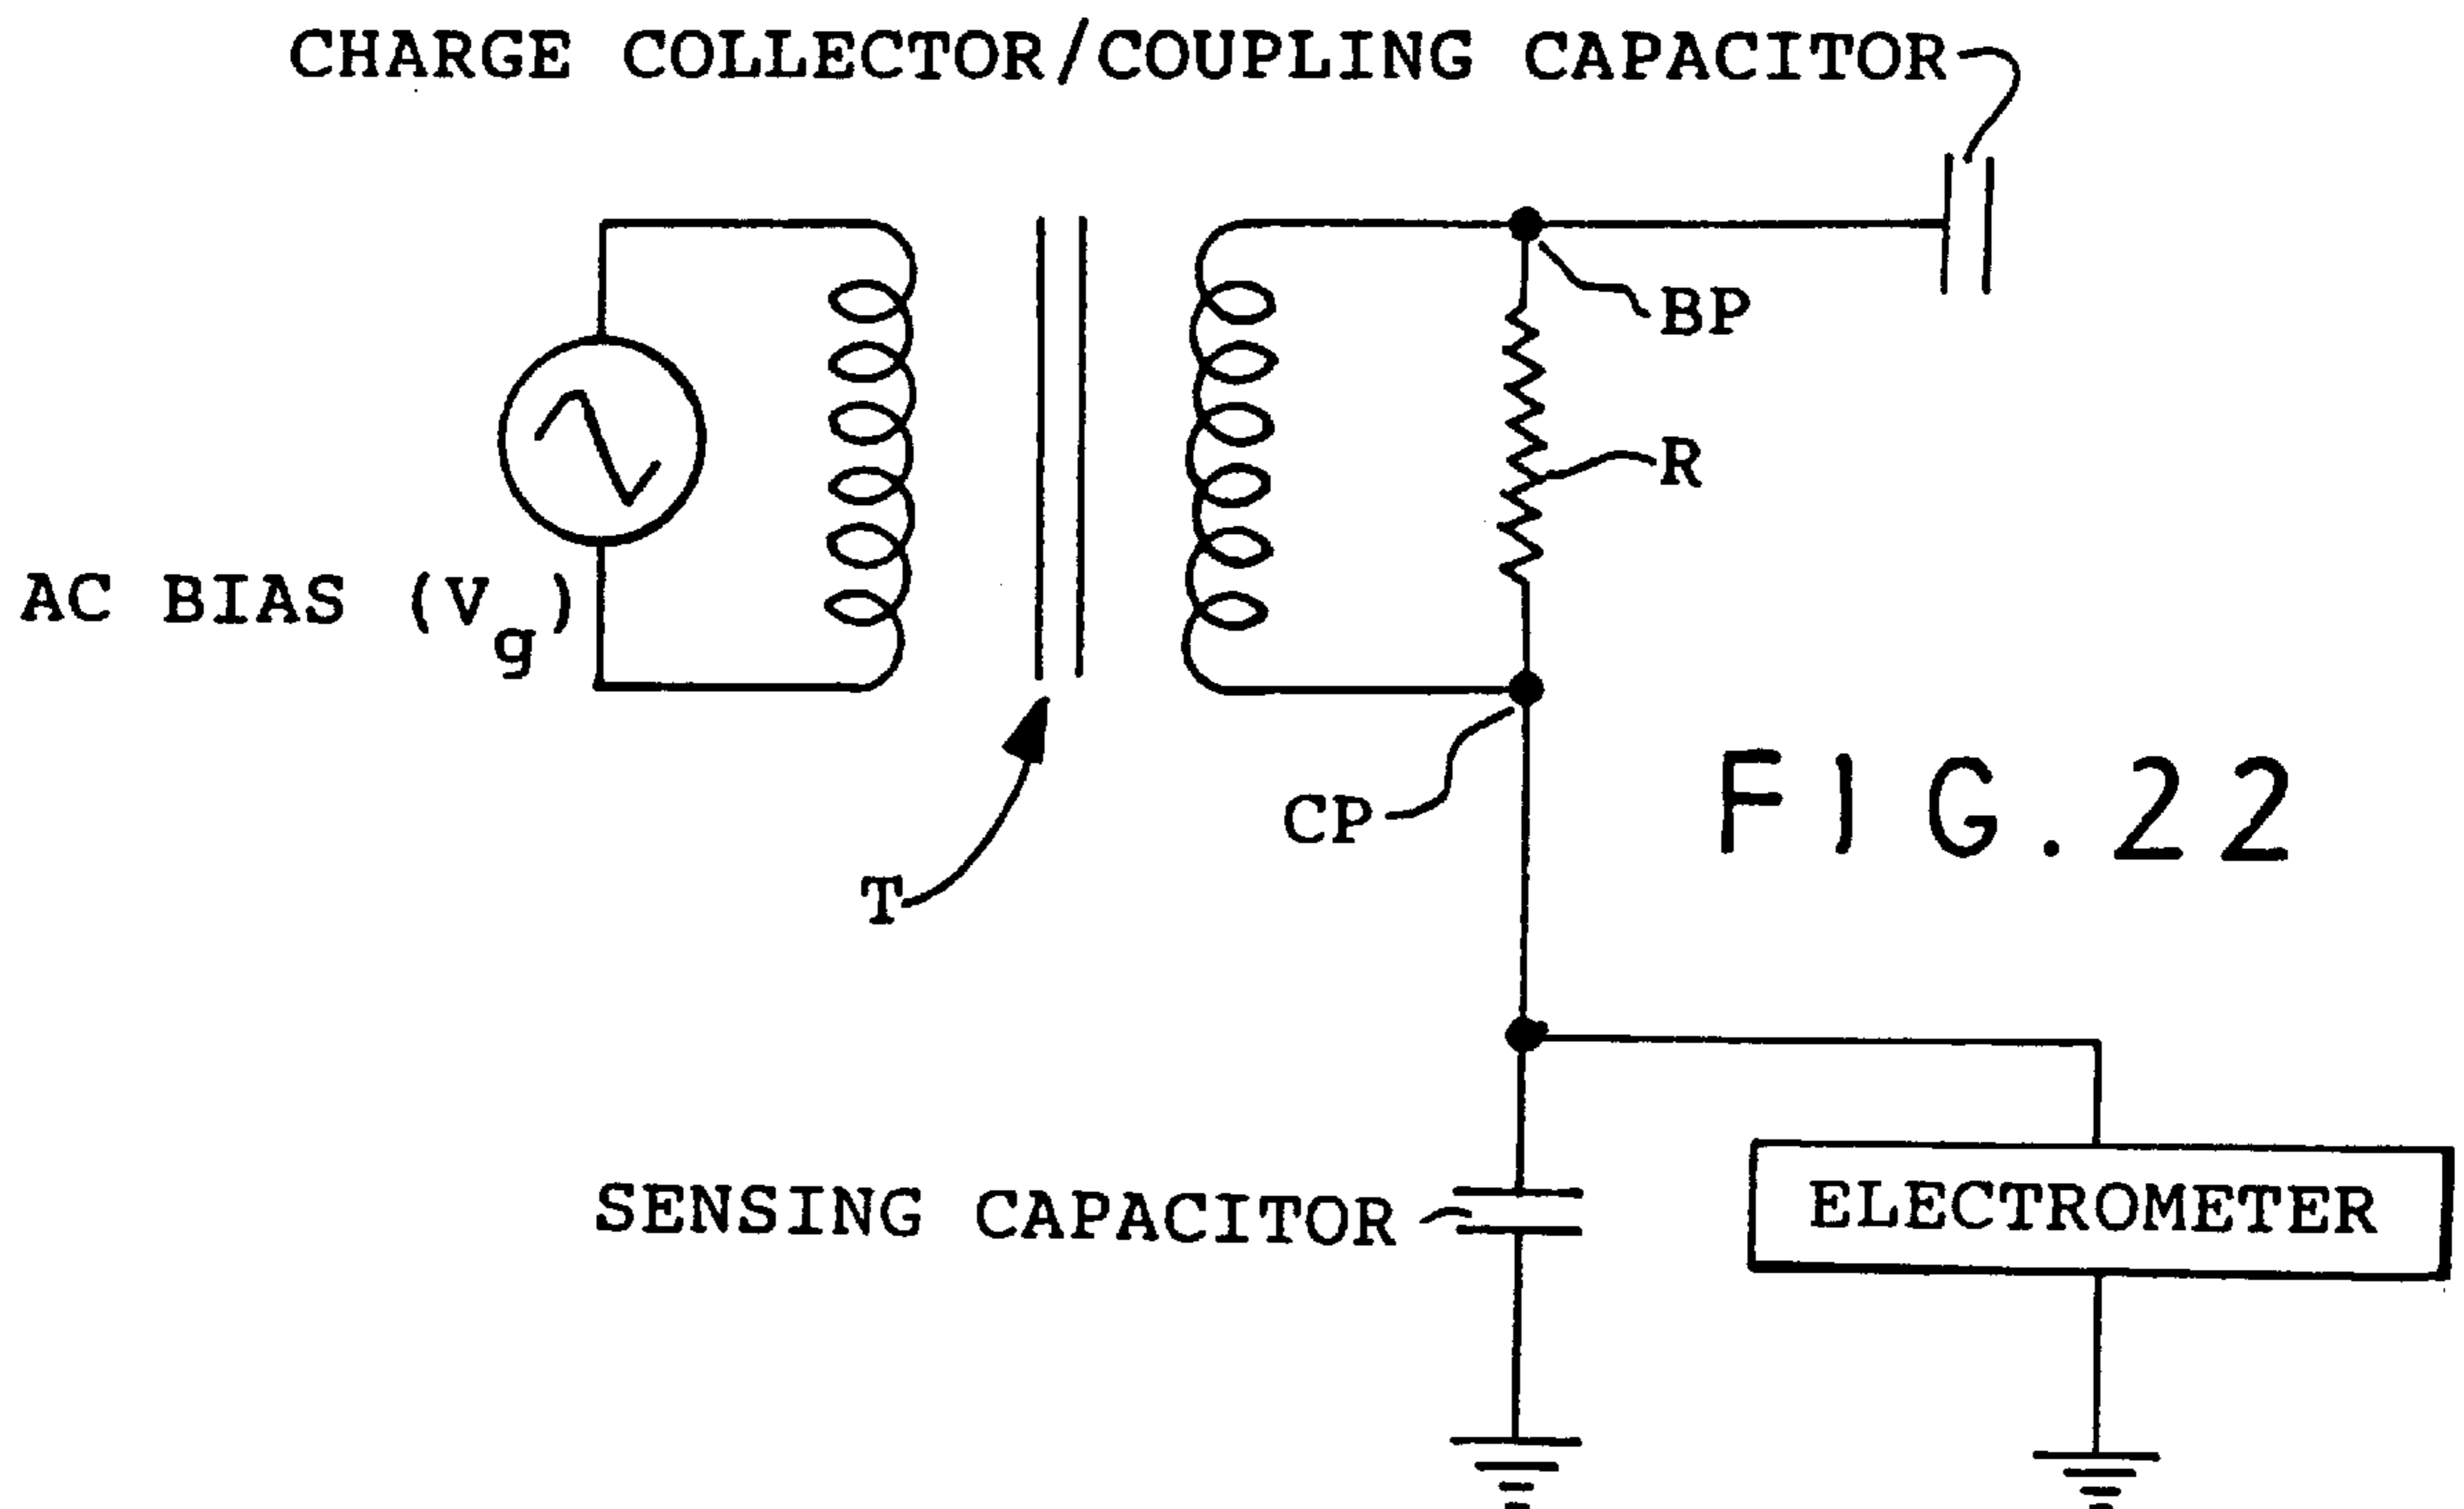 CHARGE COLLECTOR/COUPLING CAPACITOR
BP
R
AC BIAS (Vg)
CP
FIG.22
T
SENSING CAPACITOR
ELECTROMETER